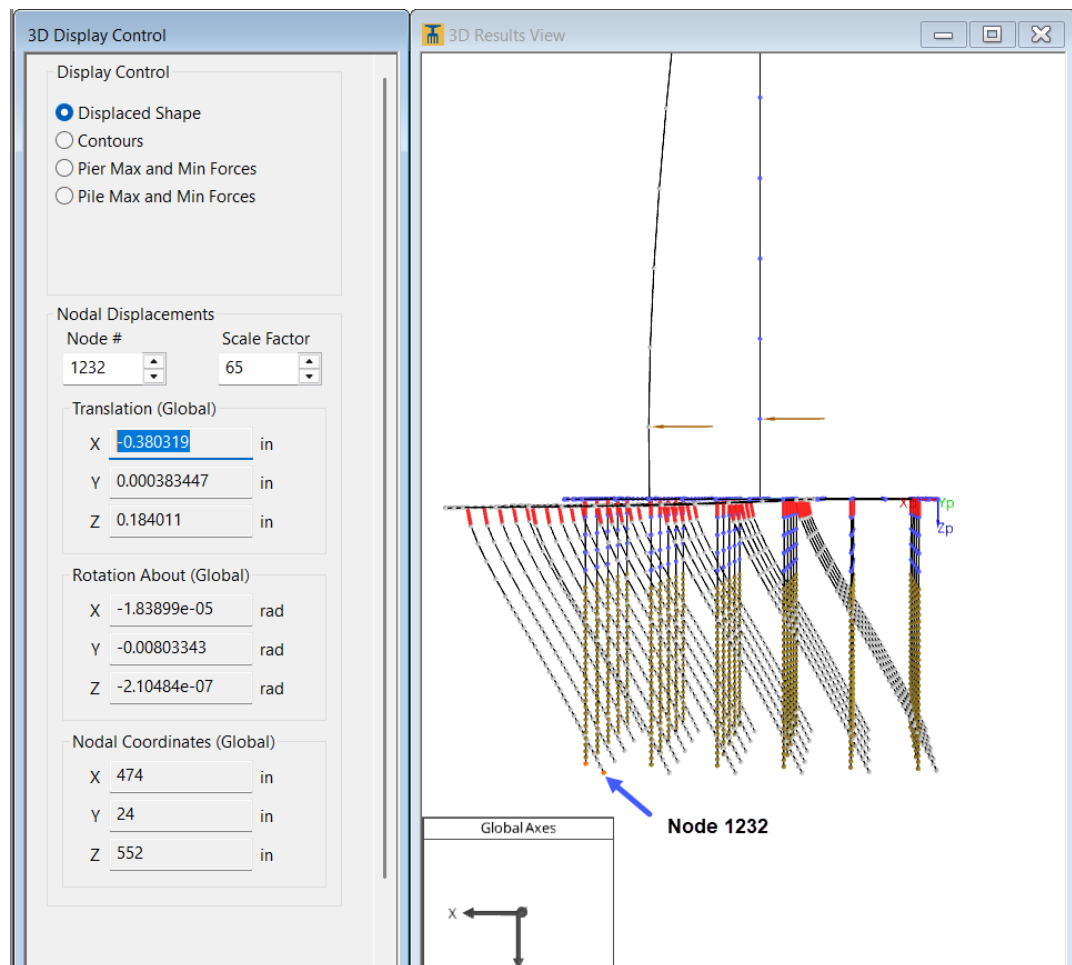 3D Display Control
Display Control
Displaced Shape
Contours
Pier Max and Min Forces
Pile Max and Min Forces
Nodal Displacements
Node # Scale Factor
1232 65
Translation (Global)
X -0.380319 in
Y 0.000383447 in
Z 0.184011 in
Rotation About (Global)
X -1.83899e-05 rad
Y -0.00803343 rad
Z -2.10484e-07 rad
Nodal Coordinates (Global)
X 474 in
Y 24 in
Z 552 in
3D Results View
X Yp
Zp
Node 1232
Global Axes
X